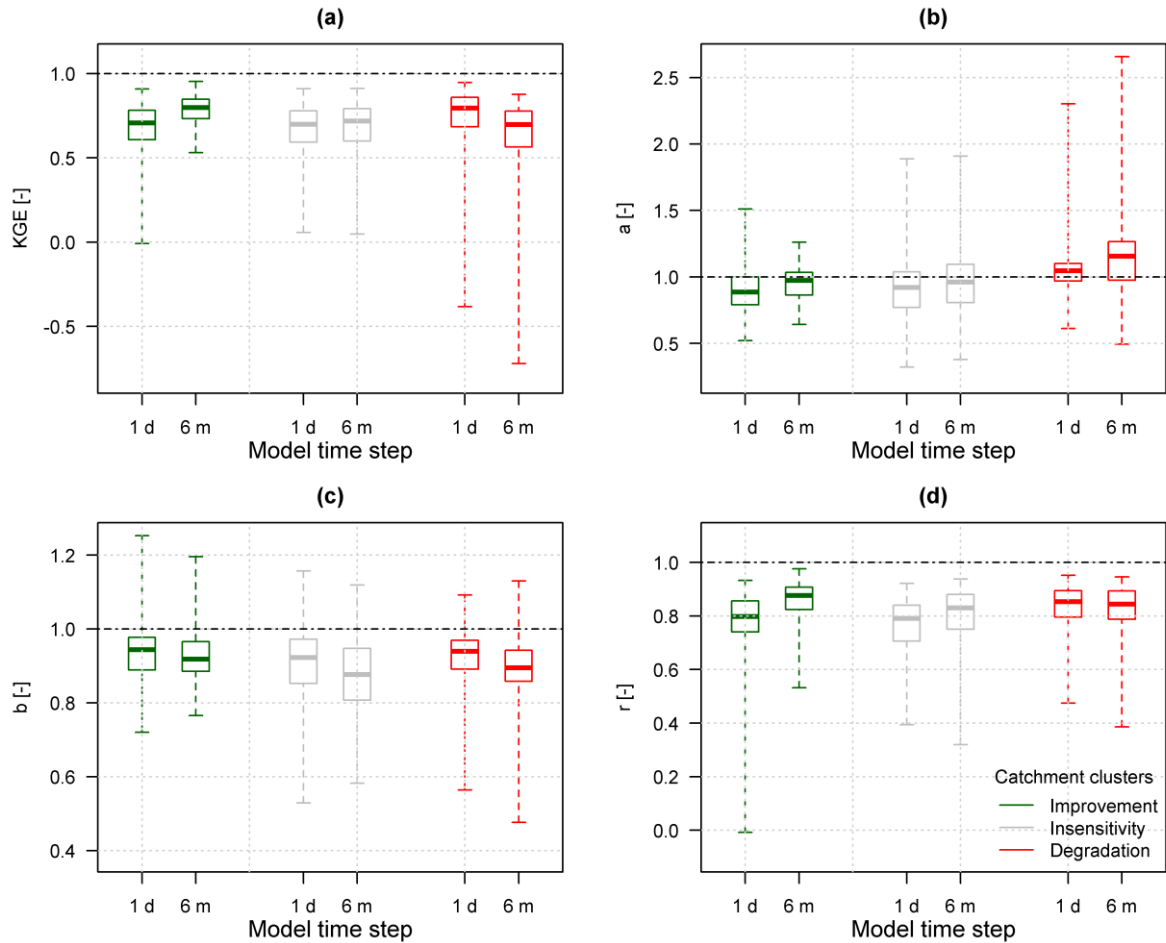 (a)
KGE [-]
1.0
0.5
0.0
-0.5
1 d 6 m 1 d 6 m 1 d 6 m
Model time step
(b)
a [-]
2.5
2.0
1.5
1.0
0.5
1 d 6 m 1 d 6 m 1 d 6 m
Model time step
(c)
b [-]
1.2
1.0
0.8
0.6
0.4
1 d 6 m 1 d 6 m 1 d 6 m
Model time step
(d)
r [-]
1.0
0.8
0.6
0.4
0.2
0.0
Catchment clusters
Improvement
Insensitivity
Degradation
1 d 6 m 1 d 6 m 1 d 6 m
Model time step